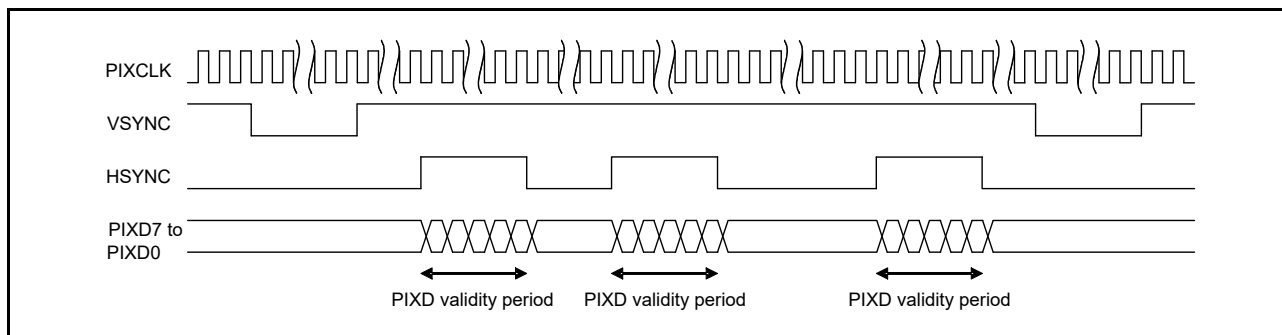 PIXCLK
VSYNC
HSYNC
PIXD7 to
PIXD0
PIXD validity period PIXD validity period PIXD validity period